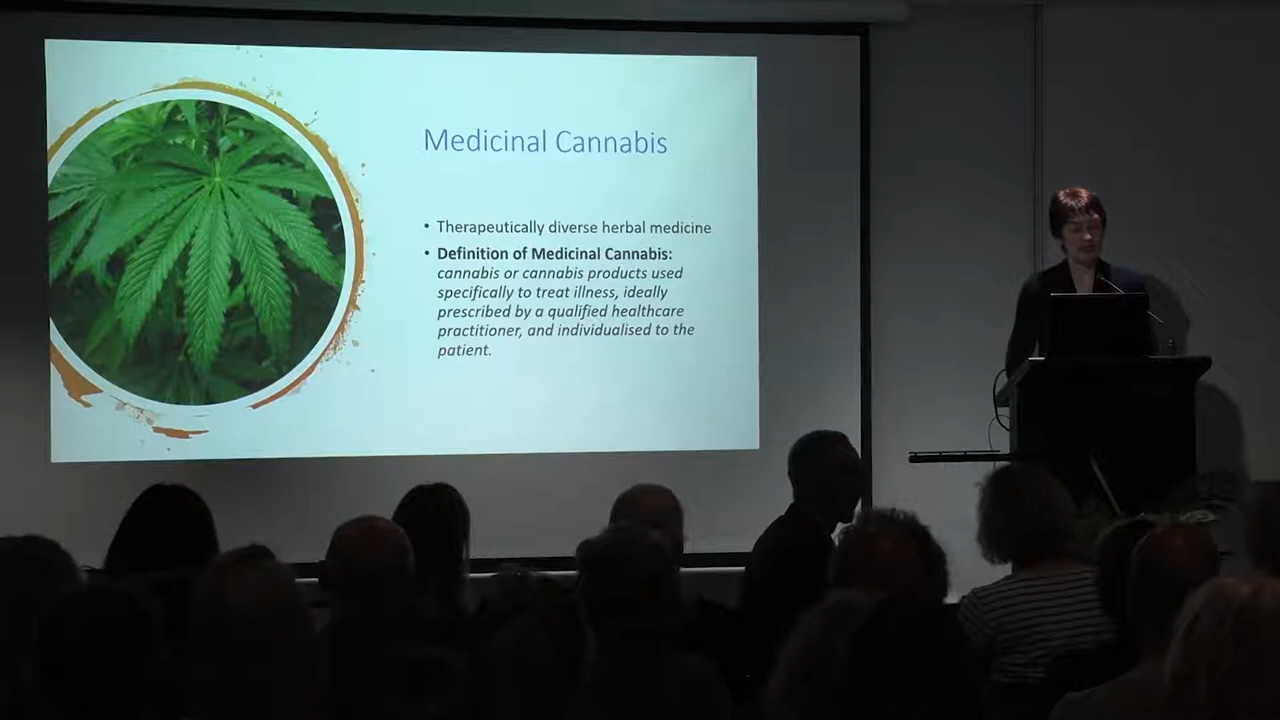 Medicinal Cannabis
• Therapeutically diverse herbal medicine
• Definition of Medicinal Cannabis:
cannabis or cannabis products used
specifically to treat illness, ideally
prescribed by a qualified healthcare
practitioner, and individualised to the
patient.